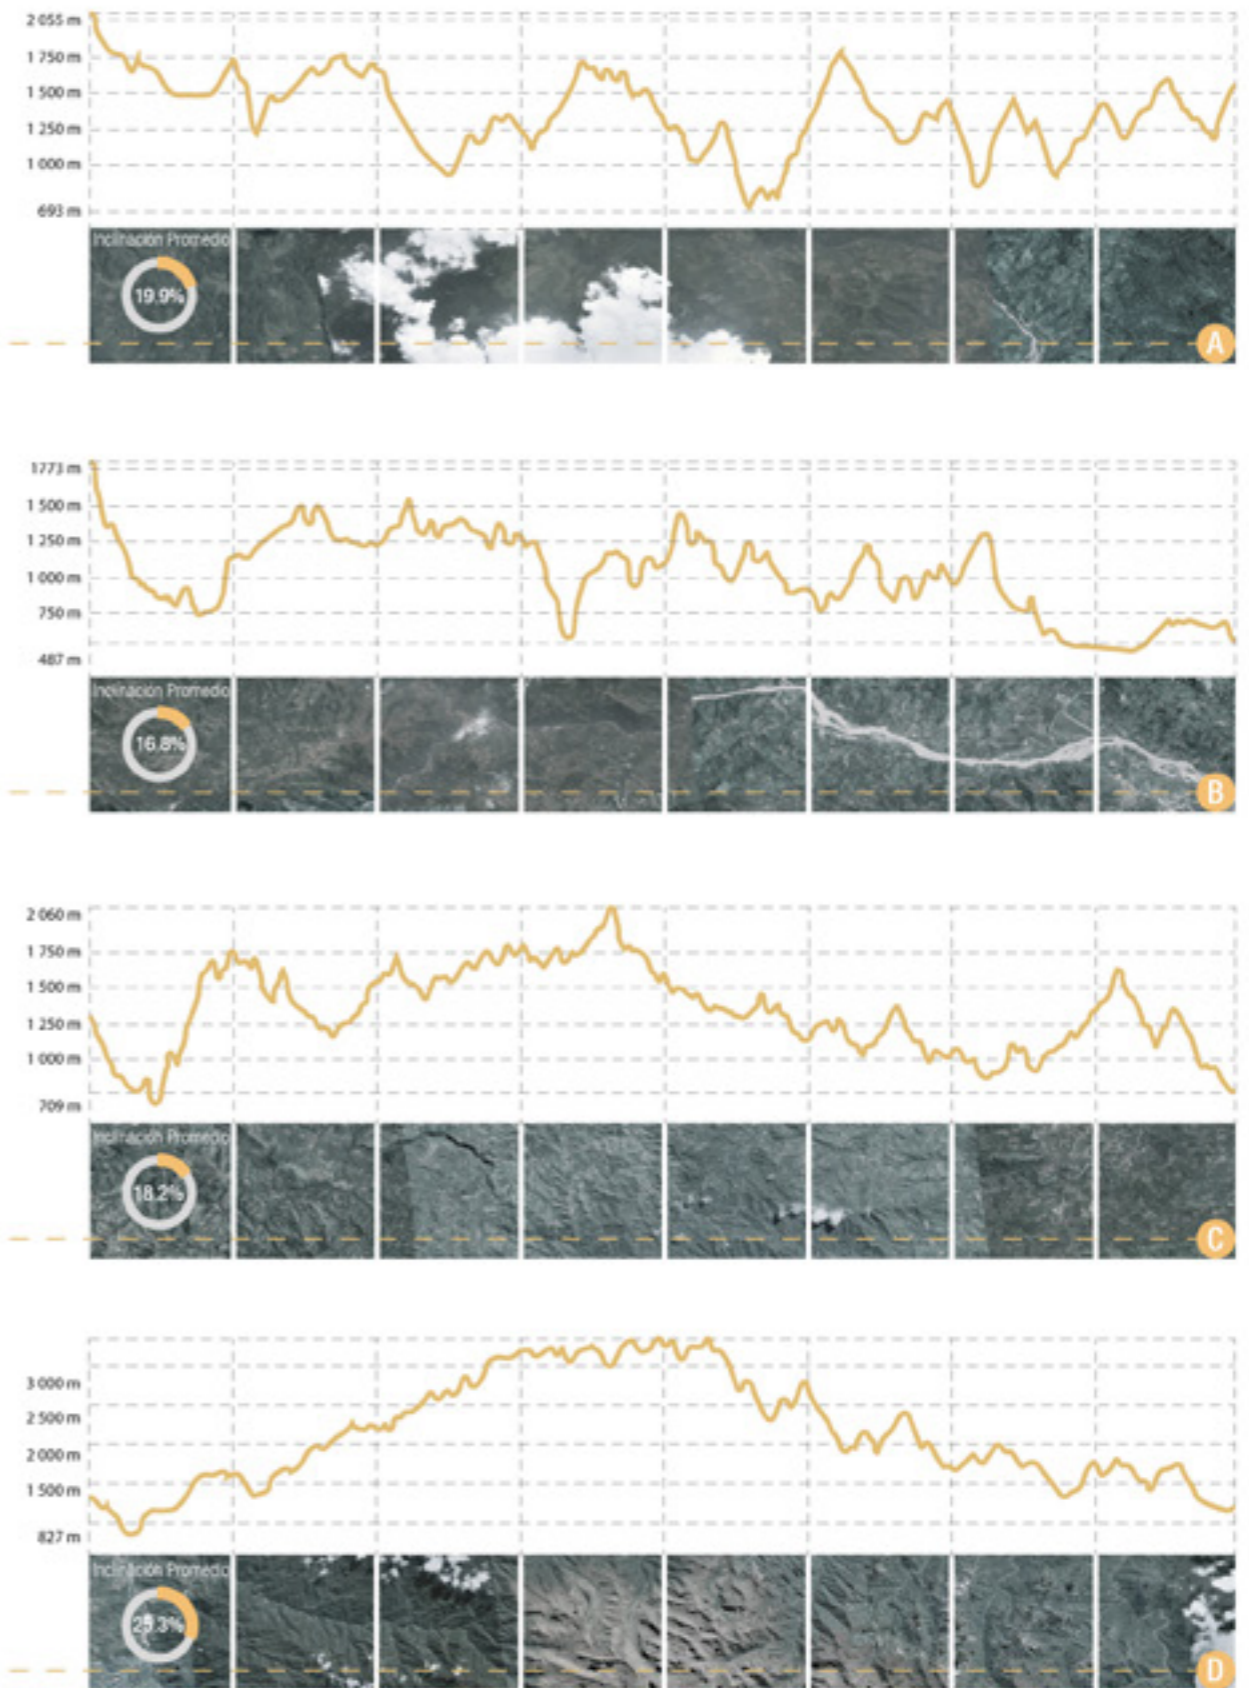 2 055 m
1 750 m
1 500 m
1 250 m
1 000 m
693 m
Inclinación Promedio
19.9%
A
1773 m
1 500 m
1 250 m
1 000 m
750 m
487 m
Inclinación Promedio
16.8%
B
2 060 m
1 750 m
1 500 m
1 250 m
1 000 m
709 m
Inclinación Promedio
18.2%
C
3 000 m
2 500 m
2 000 m
1 500 m
827 m
Inclinación Promedio
D